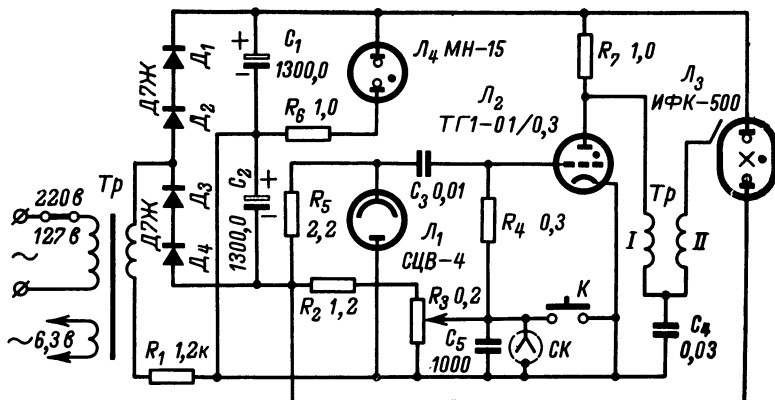 Д₁
Д7Ж
Д₂
+
C₁
−
1300,0
Л₄ МН-15
R₆ 1,0
R₇ 1,0
Л₂
ТГ1-01/0,3
Л₃
ИФК-500
Тр
220в
127в
~
~6,3в
Д7Ж
Д₃
Д₄
C₂
+
−
1300,0
R₅
2,2
C₃ 0,01
Л₁
СЦВ-4
R₄ 0,3
Тр
I
II
R₂ 1,2
R₃ 0,2
К
C₅
1000
СК
C₄
0,03
R₁ 1,2к